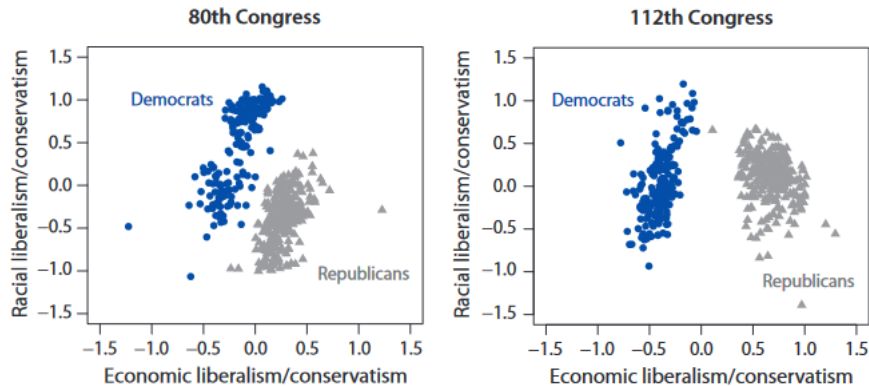 80th Congress
Racial liberalism/conservatism
1.5
1.0
0.5
0.0
−0.5
−1.0
−1.5
Democrats
Republicans
−1.5 −1.0 −0.5 0.0 0.5 1.0 1.5
Economic liberalism/conservatism
112th Congress
Racial liberalism/conservatism
1.5
1.0
0.5
0.0
−0.5
−1.0
−1.5
Democrats
Republicans
−1.5 −1.0 −0.5 0.0 0.5 1.0 1.5
Economic liberalism/conservatism